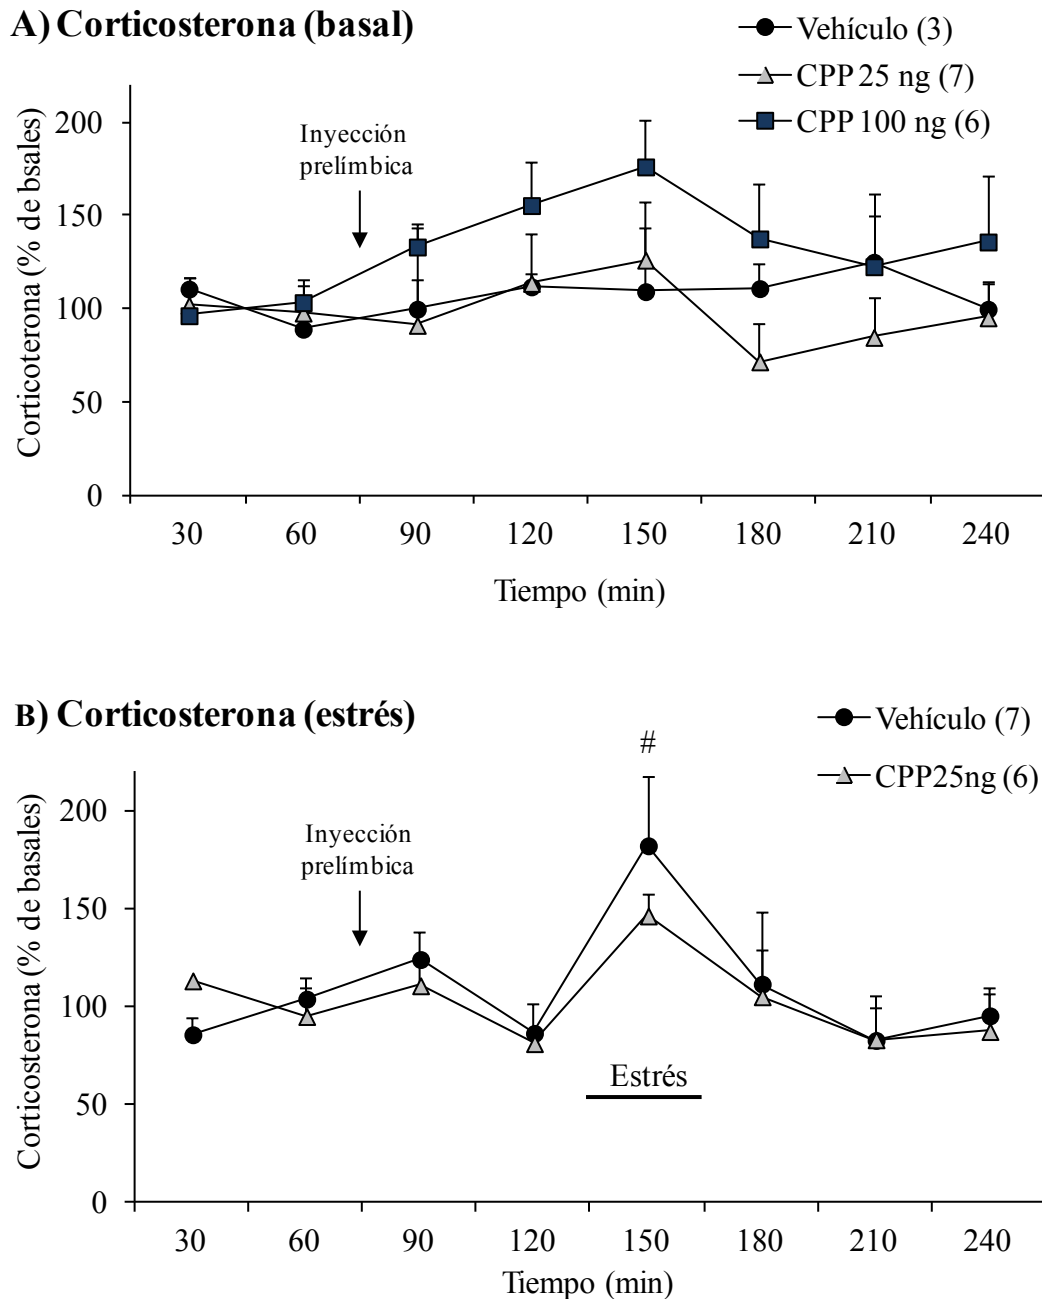 A) Corticosterona (basal)
Vehículo (3)
CPP 25 ng (7)
CPP 100 ng (6)
Corticoterona (% de bsales)
200
150
100
50
0
Inyección
prelímbica
30 60 90 120 150 180 210 240
Tiempo (min)
B) Corticosterona (estrés)
Vehículo (7)
CPP25ng (6)
#
Corticosterona (% de basales)
200
150
100
50
0
Inyección
prelímbica
Estrés
30 60 90 120 150 180 210 240
Tiempo (min)